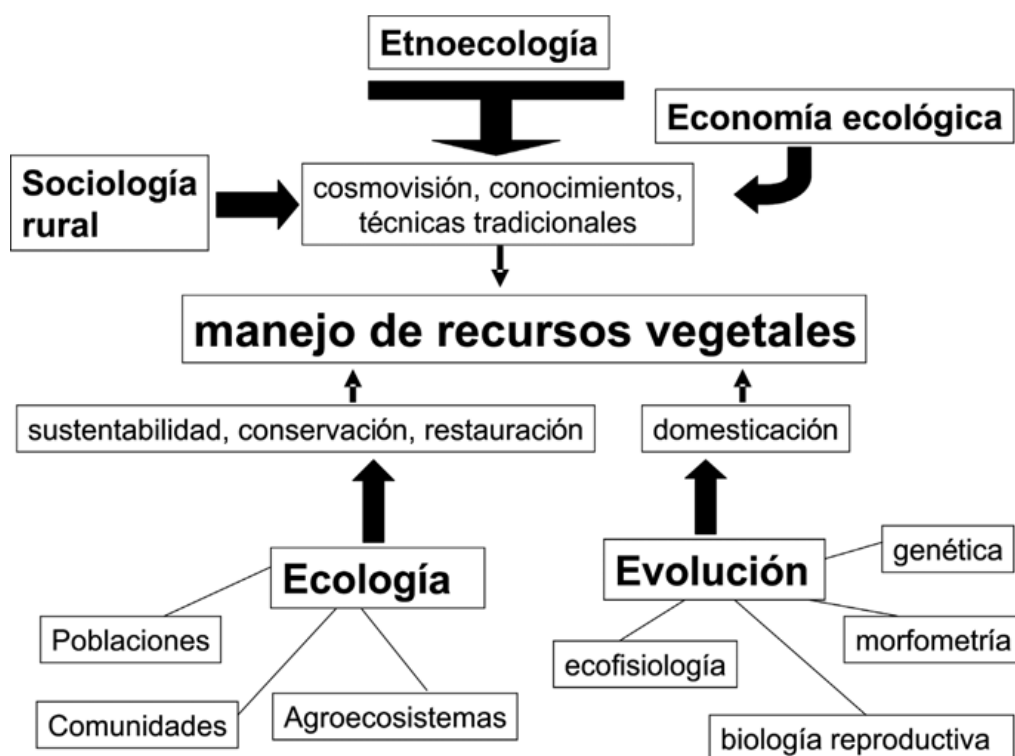 Etnoecología
Economía ecológica
Sociología
rural
cosmovisión, conocimientos,
técnicas tradicionales
manejo de recursos vegetales
sustentabilidad, conservación, restauración
domesticación
Ecología
Evolución
genética
Poblaciones
ecofisiología
morfometría
Comunidades
Agroecosistemas
biología reproductiva